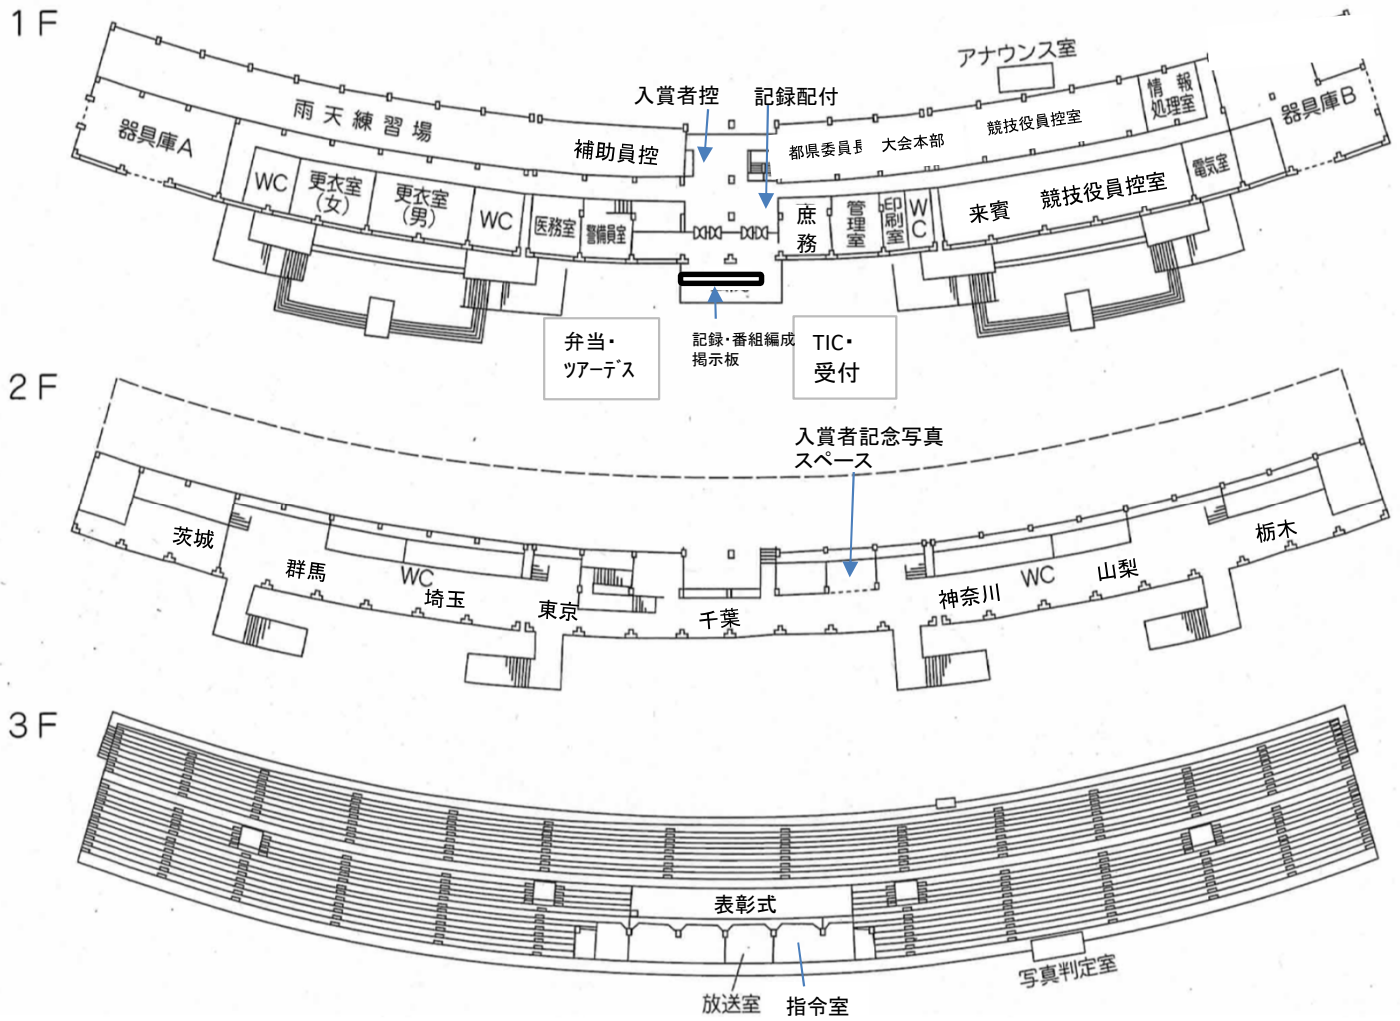 1F
アナウンス室
入賞者控
記録配付
情報
処理室
雨天練習場
競技役員控室
器具庫B
器具庫A
補助員控
都県委員長
大会本部
WC
更衣室
(女)
更衣室
(男)
WC
医務室
警備員室
庶
務
管
理
室
印
刷
室
W
C
来賓
競技役員控室
電気室
弁当・
ツアーデス
記録・番組編成
掲示板
TIC・
受付
2F
入賞者記念写真
スペース
茨城
群馬
WC
埼玉
東京
千葉
神奈川
WC
山梨
栃木
3F
表彰式
写真判定室
放送室
指令室